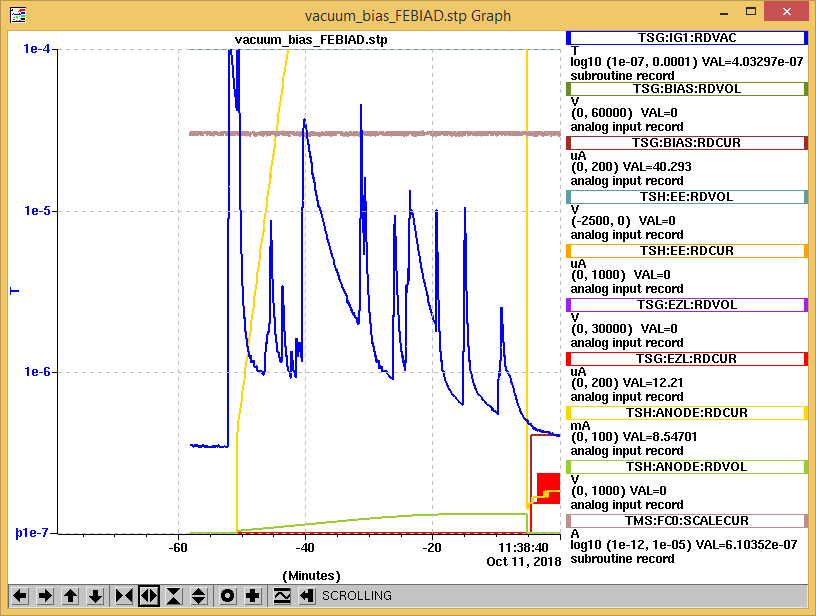 vacuum_bias_FEBIAD.stp Graph
vacuum_bias_FEBIAD.stp
1e-4
1e-5
T
1e-6
1e-7
-60
-40
-20
11:38:40
Oct 11, 2018
(Minutes)
TSG:IG1:RDVAC
T
log10 (1e-07, 0.0001) VAL=4.03297e-07
subroutine record
TSG:BIAS:RDVOL
V
(0, 60000) VAL=0
analog input record
TSG:BIAS:RDCUR
uA
(0, 200) VAL=40.293
analog input record
TSH:EE:RDVOL
V
(-2500, 0) VAL=0
analog input record
TSH:EE:RDCUR
uA
(0, 1000) VAL=0
analog input record
TSG:EZL:RDVOL
V
(0, 30000) VAL=0
analog input record
TSG:EZL:RDCUR
uA
(0, 200) VAL=12.21
analog input record
TSH:ANODE:RDCUR
mA
(0, 100) VAL=8.54701
analog input record
TSH:ANODE:RDVOL
V
(0, 1000) VAL=0
analog input record
TMS:FC0:SCALECUR
A
log10 (1e-12, 1e-05) VAL=6.10352e-07
subroutine record
SCROLLING